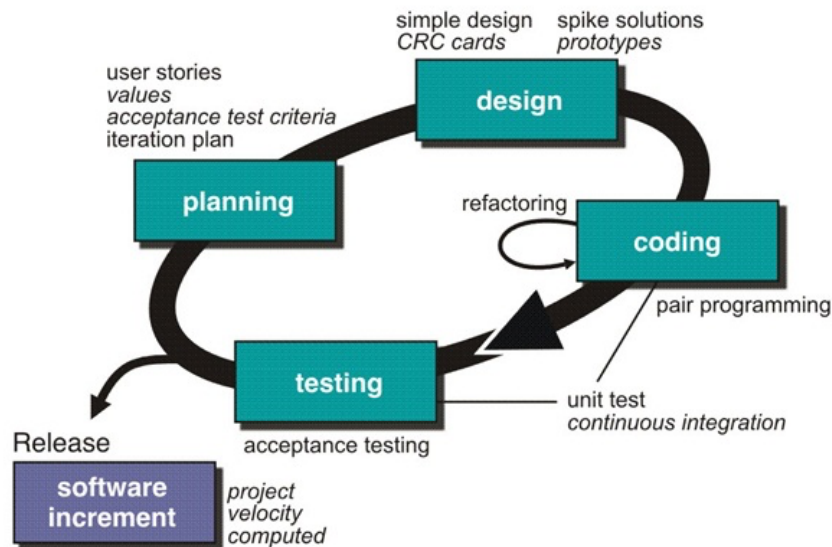 simple design
CRC cards
spike solutions
prototypes
user stories
values
acceptance test criteria
iteration plan
design
planning
refactoring
coding
pair programming
testing
unit test
continuous integration
acceptance testing
Release
software
increment
project
velocity
computed